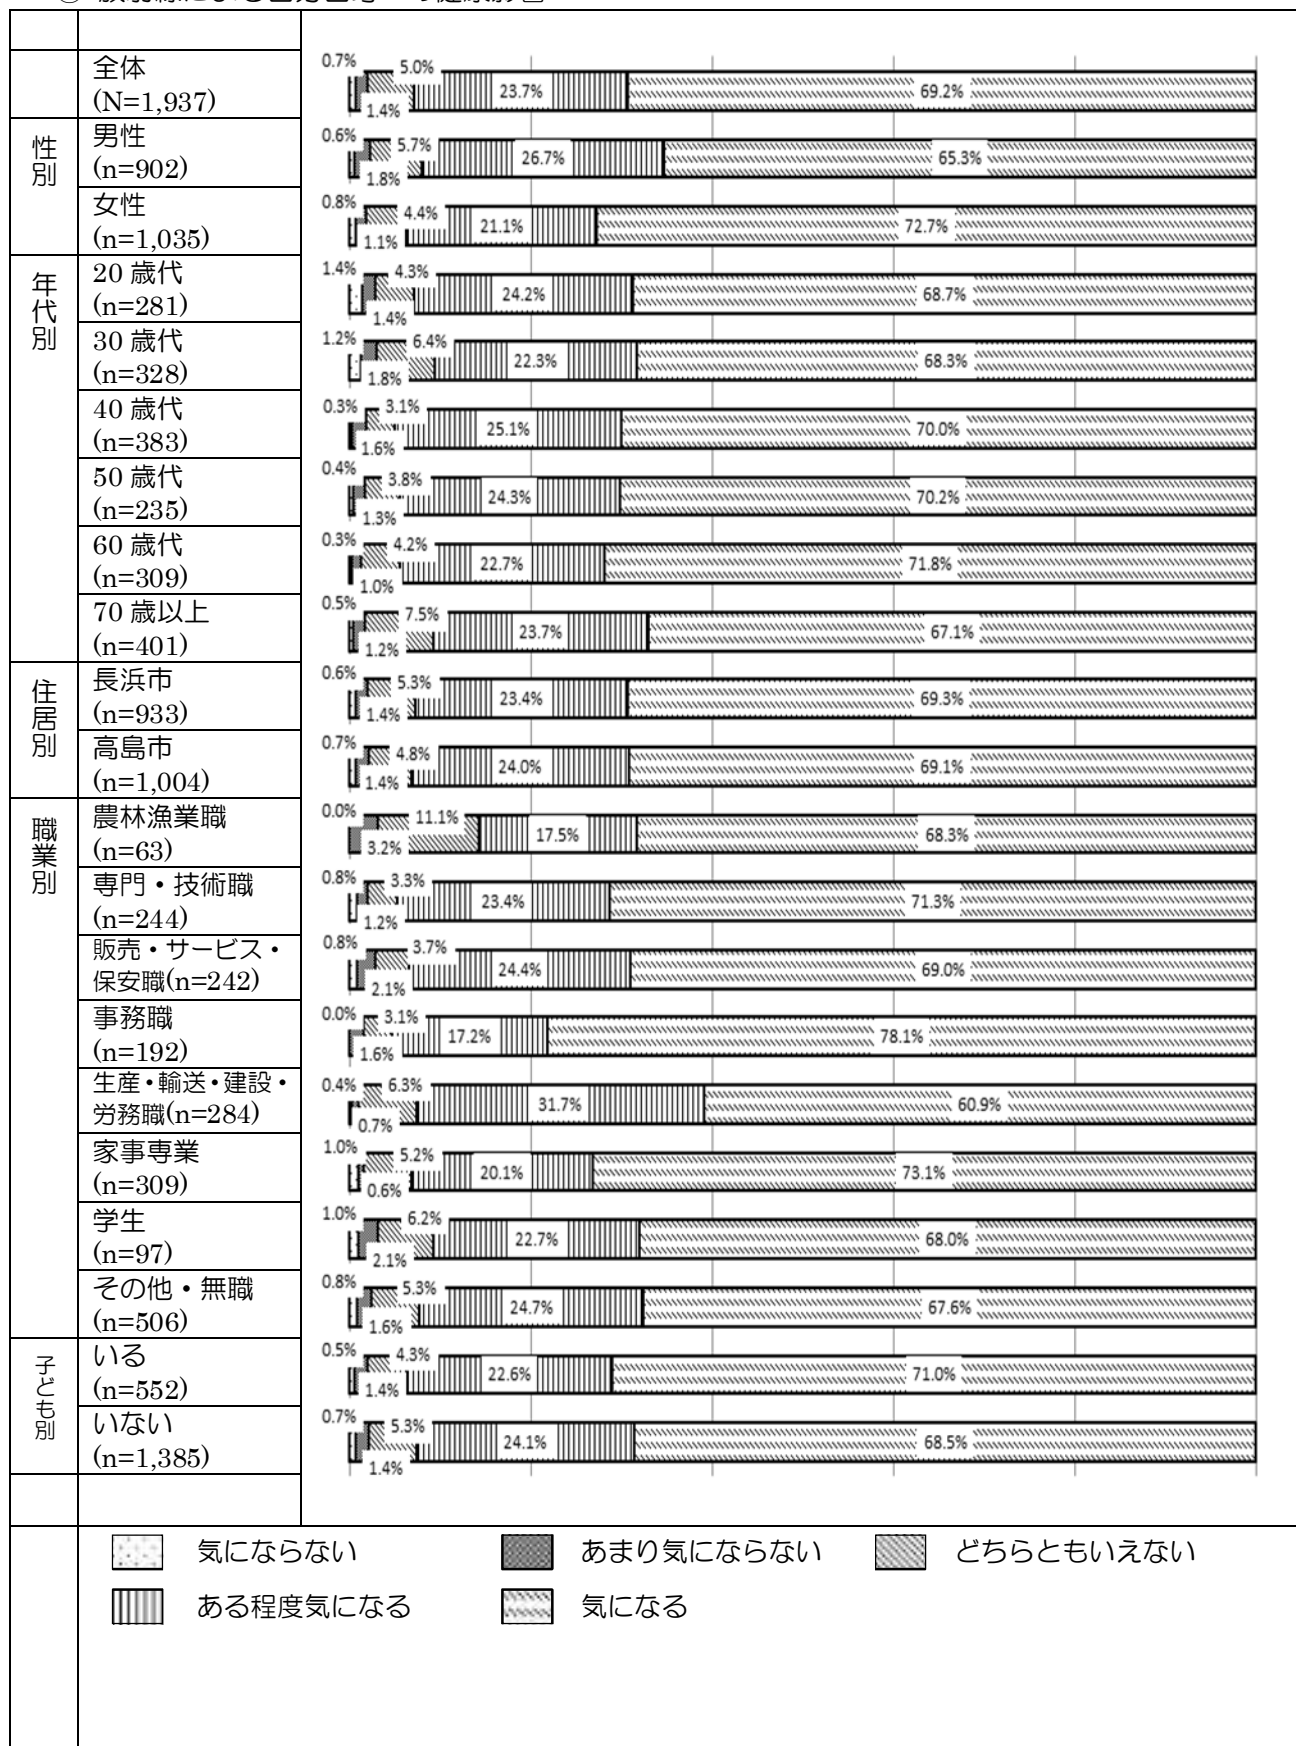 全体
(N=1,937)
0.7% 5.0% 1.4% 23.7% 69.2%
性別
男性
(n=902)
0.6% 5.7% 1.8% 26.7% 65.3%
女性
(n=1,035)
0.8% 4.4% 1.1% 21.1% 72.7%
年代別
20 歳代
(n=281)
1.4% 4.3% 1.4% 24.2% 68.7%
30 歳代
(n=328)
1.2% 6.4% 1.8% 22.3% 68.3%
40 歳代
(n=383)
0.3% 3.1% 1.6% 25.1% 70.0%
50 歳代
(n=235)
0.4% 3.8% 1.3% 24.3% 70.2%
60 歳代
(n=309)
0.3% 4.2% 1.0% 22.7% 71.8%
70 歳以上
(n=401)
0.5% 7.5% 1.2% 23.7% 67.1%
住居別
長浜市
(n=933)
0.6% 5.3% 1.4% 23.4% 69.3%
高島市
(n=1,004)
0.7% 4.8% 1.4% 24.0% 69.1%
職業別
農林漁業職
(n=63)
0.0% 11.1% 3.2% 17.5% 68.3%
専門・技術職
(n=244)
0.8% 3.3% 1.2% 23.4% 71.3%
販売・サービス・
保安職(n=242)
0.8% 3.7% 2.1% 24.4% 69.0%
事務職
(n=192)
0.0% 3.1% 1.6% 17.2% 78.1%
生産・輸送・建設・
労務職(n=284)
0.4% 6.3% 0.7% 31.7% 60.9%
家事専業
(n=309)
1.0% 5.2% 0.6% 20.1% 73.1%
学生
(n=97)
1.0% 6.2% 2.1% 22.7% 68.0%
その他・無職
(n=506)
0.8% 5.3% 1.6% 24.7% 67.6%
子ども別
いる
(n=552)
0.5% 4.3% 1.4% 22.6% 71.0%
いない
(n=1,385)
0.7% 5.3% 1.4% 24.1% 68.5%
気にならない あまり気にならない どちらともいえない
ある程度気になる 気になる